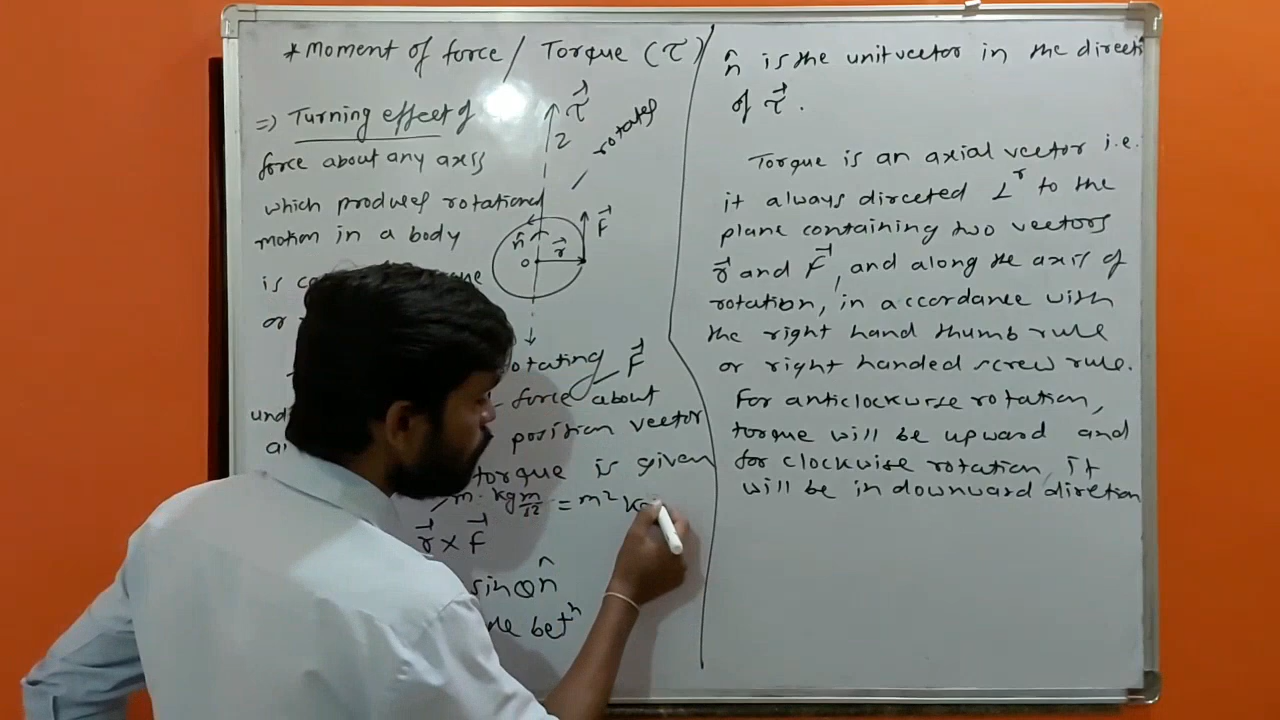 * Moment of force / Torque (τ)
⇒ Turning effect of
force about any axis
which produces rotational
motion in a body
is
or
τ⃗
Z
rotates
n̂
r⃗
F⃗
O
rotating F⃗
force about
position vector
torque is given
m · kg m/s² = m² kg
r⃗ × F⃗
sinθ n̂
the betⁿ
n̂ is the unit vector in the directi
of τ⃗.
Torque is an axial vector i.e.
it always directed ⊥ʳ to the
plane containing two vectors
r⃗ and F⃗, and along the axis of
rotation, in accordance with
the right hand thumb rule
or right handed screw rule.
For anticlockwise rotation,
torque will be upward and
for clockwise rotation, it
will be in downward diretion